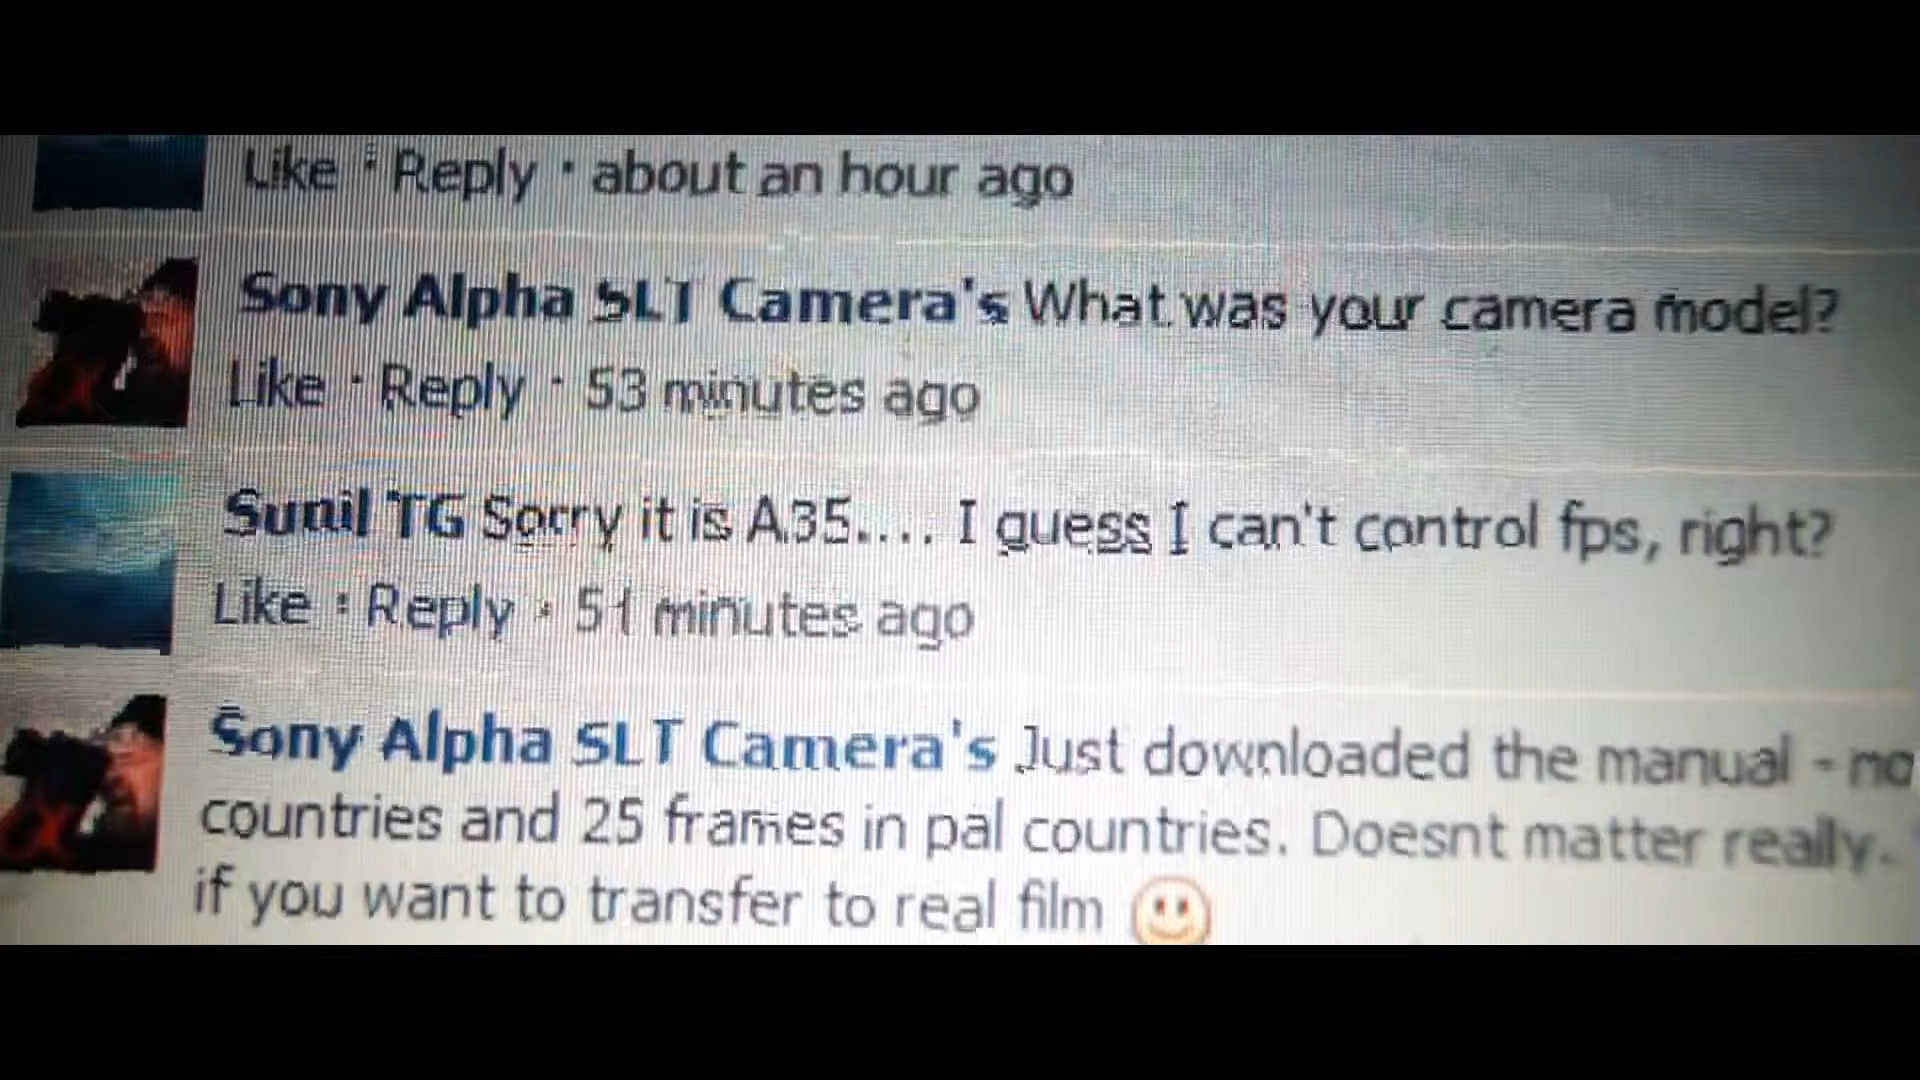 Like · Reply · about an hour ago
Sony Alpha SLT Camera's What was your camera model?
Like · Reply · 53 minutes ago
Sunil TG Sorry it is A35.... I guess I can't control fps, right?
Like · Reply · 51 minutes ago
Sony Alpha SLT Camera's Just downloaded the manual - no
countries and 25 frames in pal countries. Doesnt matter really.
if you want to transfer to real film